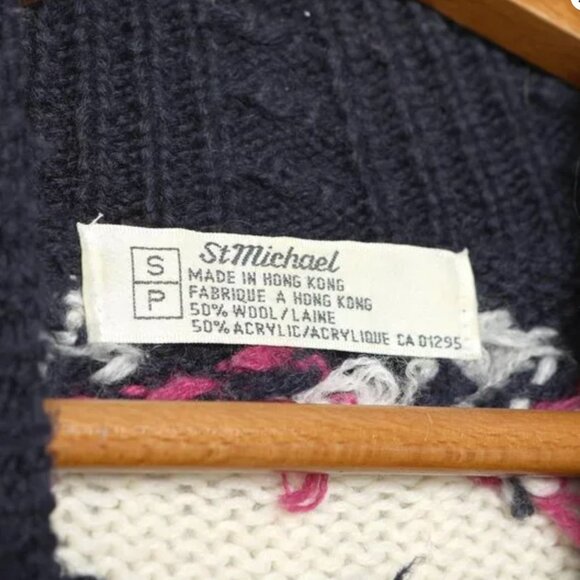 S
P
St Michael
MADE IN HONG KONG
FABRIQUE A HONG KONG
50% WOOL/LAINE
50% ACRYLIC/ACRYLIQUE CA 01295